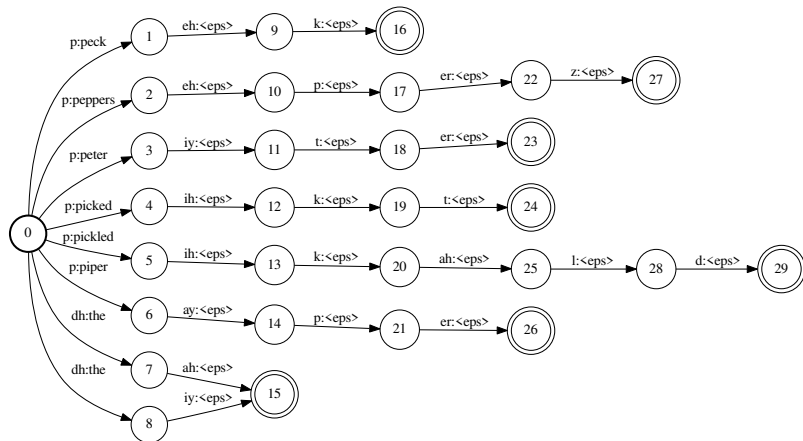 p:peck 1 eh:<eps> 9 k:<eps> 16
p:peppers 2 eh:<eps> 10 p:<eps> 17 er:<eps> 22 z:<eps> 27
p:peter 3 iy:<eps> 11 t:<eps> 18 er:<eps> 23
p:picked 4 ih:<eps> 12 k:<eps> 19 t:<eps> 24
0
p:pickled 5 ih:<eps> 13 k:<eps> 20 ah:<eps> 25 l:<eps> 28 d:<eps> 29
p:piper 6 ay:<eps> 14 p:<eps> 21 er:<eps> 26
dh:the 7 ah:<eps> 15
dh:the 8 iy:<eps>